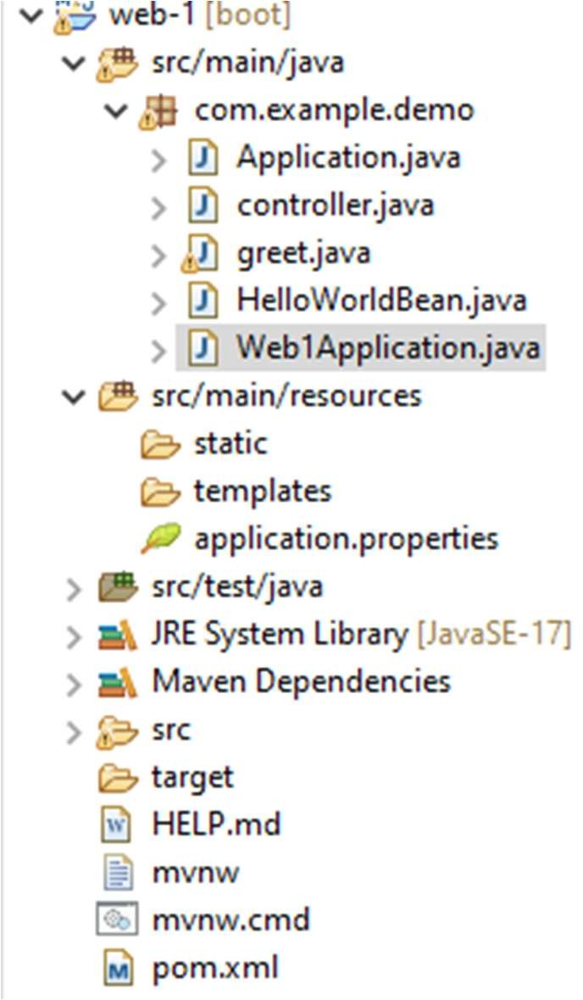 web-1 [boot]
src/main/java
com.example.demo
Application.java
controller.java
greet.java
HelloWorldBean.java
Web1Application.java
src/main/resources
static
templates
application.properties
src/test/java
JRE System Library [JavaSE-17]
Maven Dependencies
src
target
HELP.md
mvnw
mvnw.cmd
pom.xml